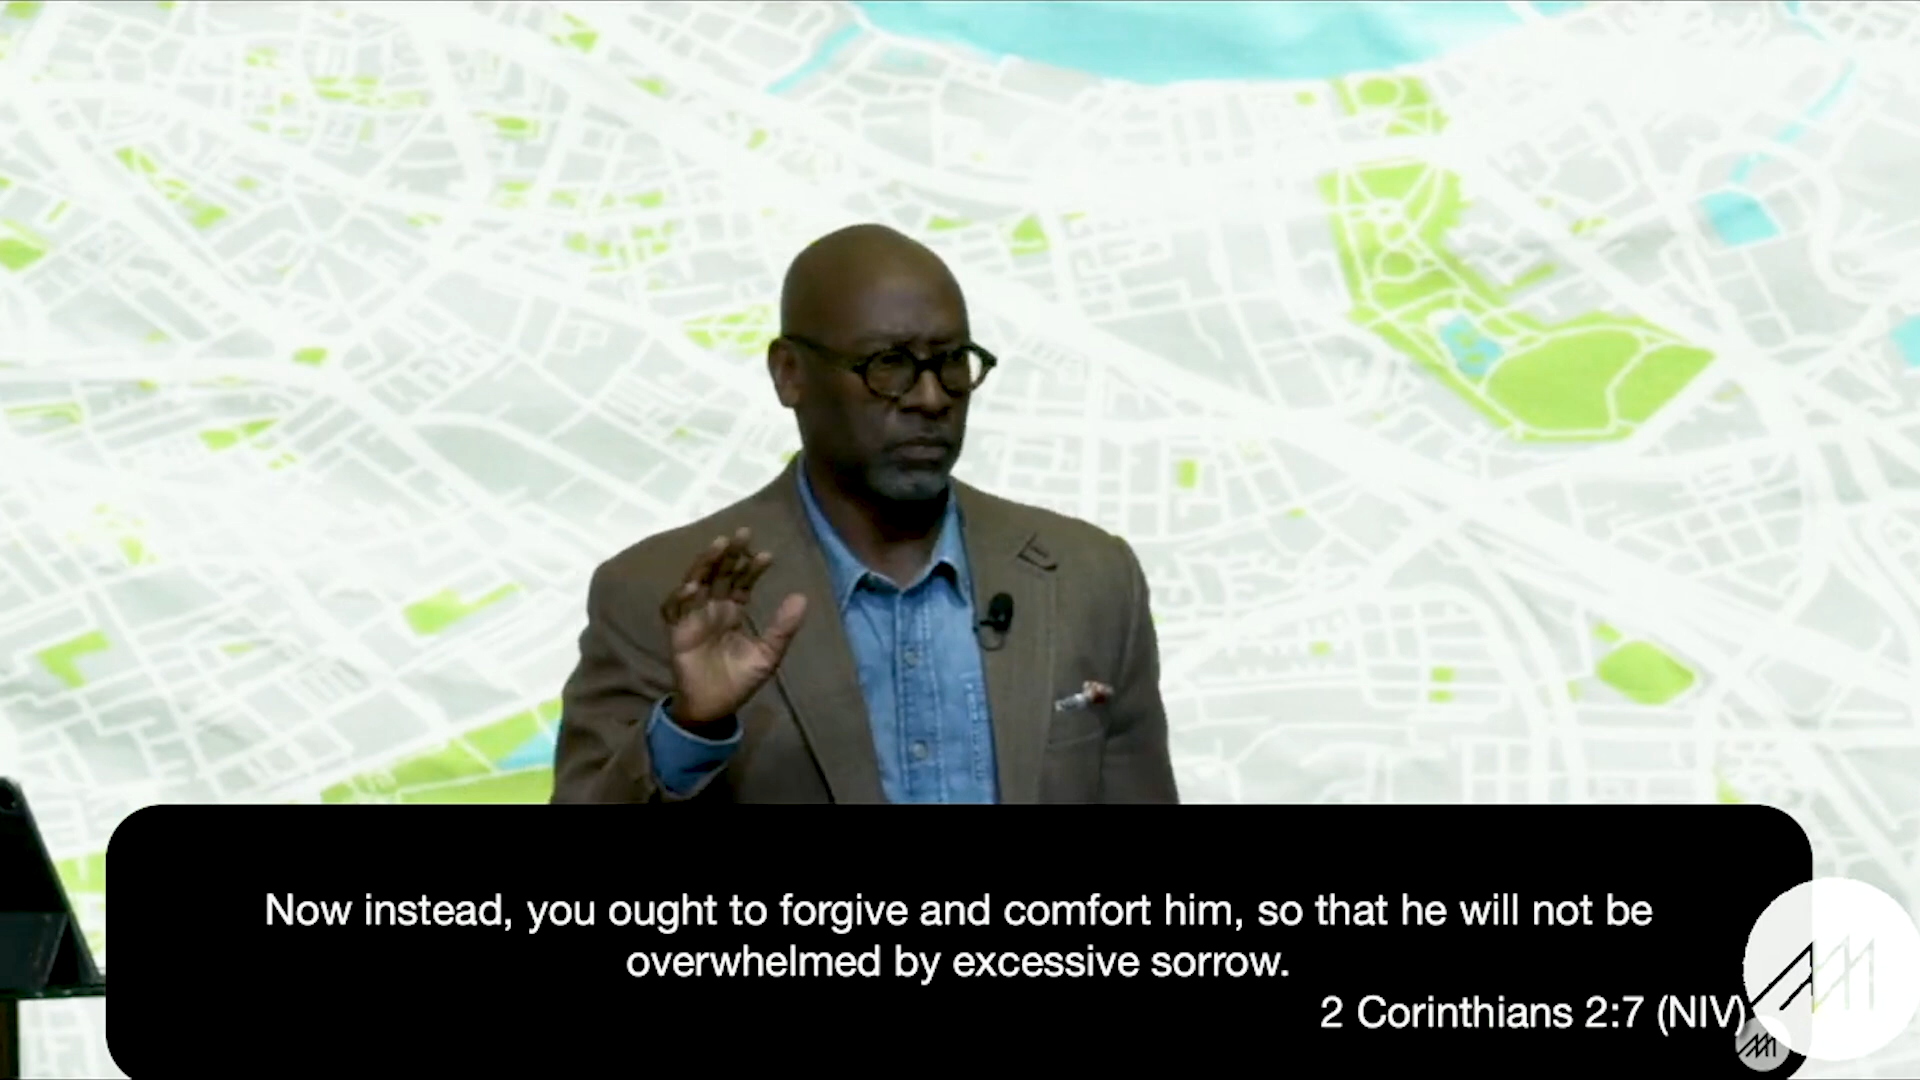 Now instead, you ought to forgive and comfort him, so that he will not be
overwhelmed by excessive sorrow.
2 Corinthians 2:7 (NIV)